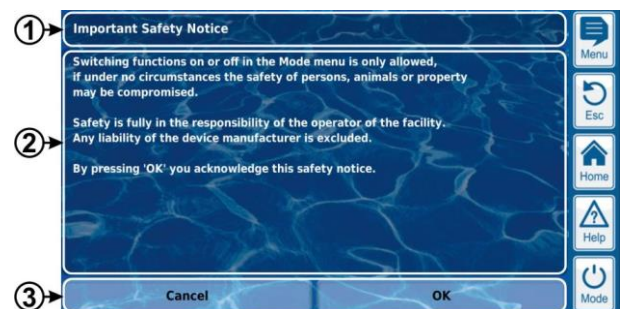 1
Important Safety Notice
Menu
2
Switching functions on or off in the Mode menu is only allowed,
if under no circumstances the safety of persons, animals or property
may be compromised.
Safety is fully in the responsibility of the operator of the facility.
Any liability of the device manufacturer is excluded.
By pressing 'OK' you acknowledge this safety notice.
Esc
Home
?
Help
3
Cancel
OK
Mode